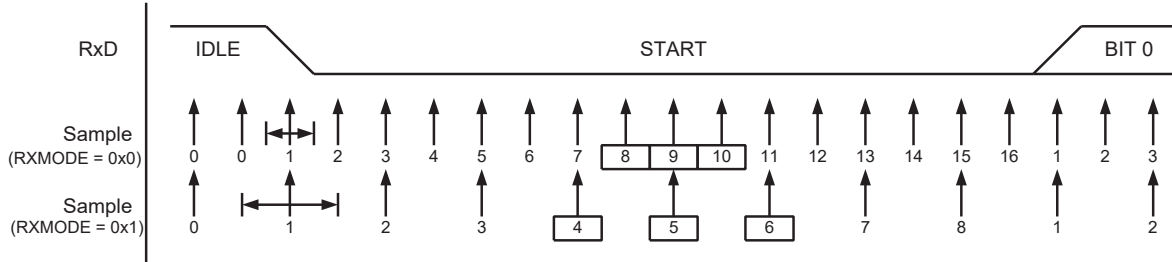 RxD IDLE START BIT 0
Sample
(RXMODE = 0x0) 0 0 1 2 3 4 5 6 7 8 9 10 11 12 13 14 15 16 1 2 3
Sample
(RXMODE = 0x1) 0 1 2 3 4 5 6 7 8 1 2